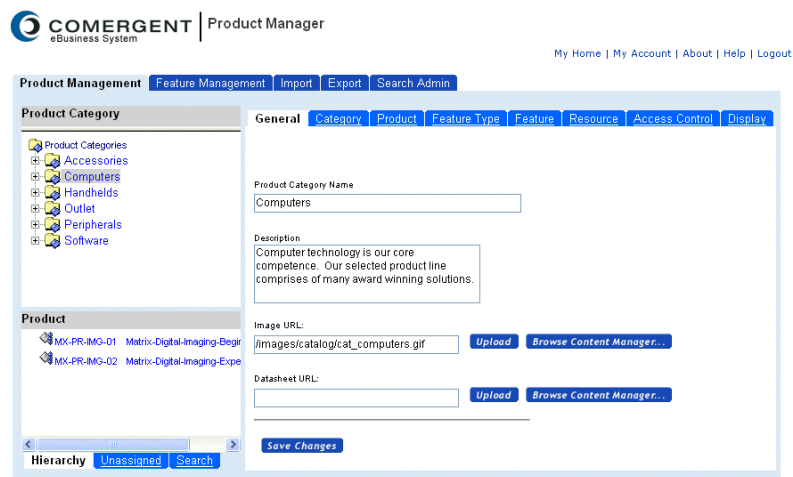 COMERGENT
eBusiness System
Product Manager
My Home | My Account | About | Help | Logout
Product Management Feature Management Import Export Search Admin
Product Category
Product Categories
Accessories
Computers
Handhelds
Outlet
Peripherals
Software
Product
MX-PR-IMG-01 Matrix-Digital-Imaging-Begir
MX-PR-IMG-02 Matrix-Digital-Imaging-Expe
Hierarchy Unassigned Search
General Category Product Feature Type Feature Resource Access Control Display
Product Category Name
Computers
Description
Computer technology is our core
competence. Our selected product line
comprises of many award winning solutions.
Image URL:
/images/catalog/cat_computers.gif Upload Browse Content Manager...
Datasheet URL:
Upload Browse Content Manager...
Save Changes